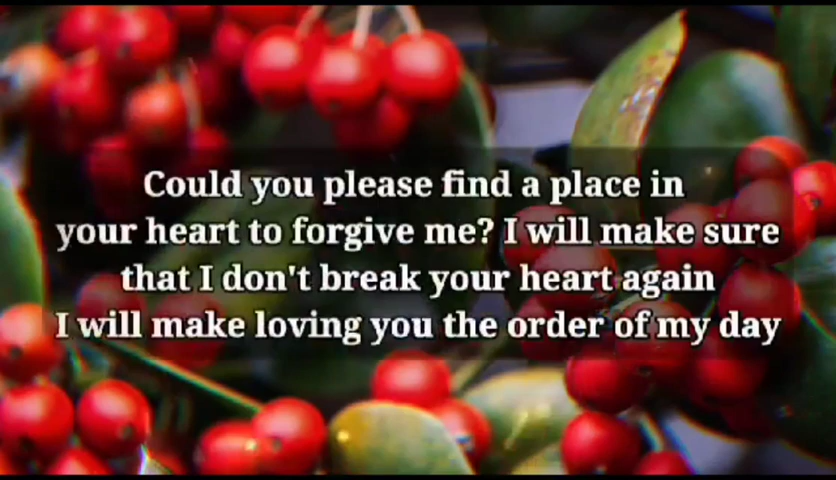 Could you please find a place in
your heart to forgive me? I will make sure
that I don't break your heart again
I will make loving you the order of my day